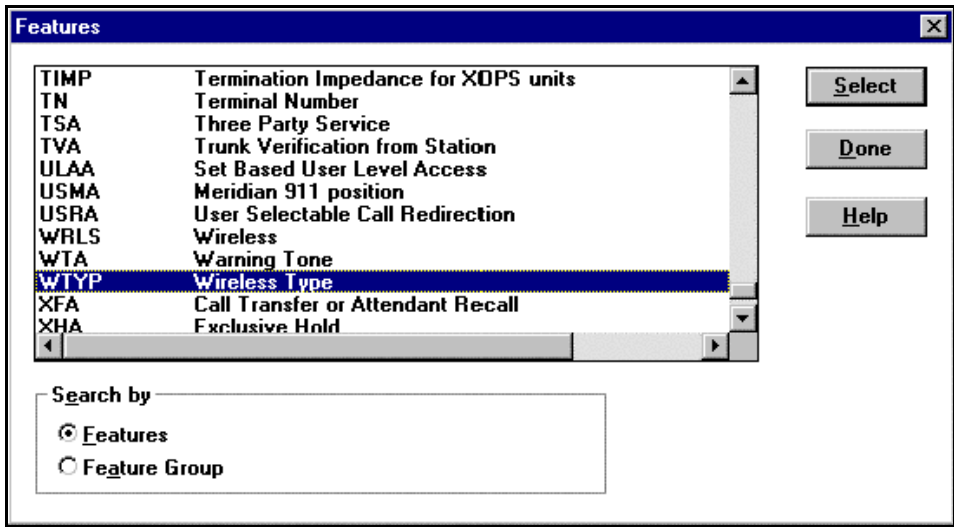 Features
TIMP Termination Impedance for XOPS units
TN Terminal Number
TSA Three Party Service
TVA Trunk Verification from Station
ULAA Set Based User Level Access
USMA Meridian 911 position
USRA User Selectable Call Redirection
WRLS Wireless
WTA Warning Tone
WTYP Wireless Type
XFA Call Transfer or Attendant Recall
XHA Exclusive Hold
Select
Done
Help
Search by
Features
Feature Group